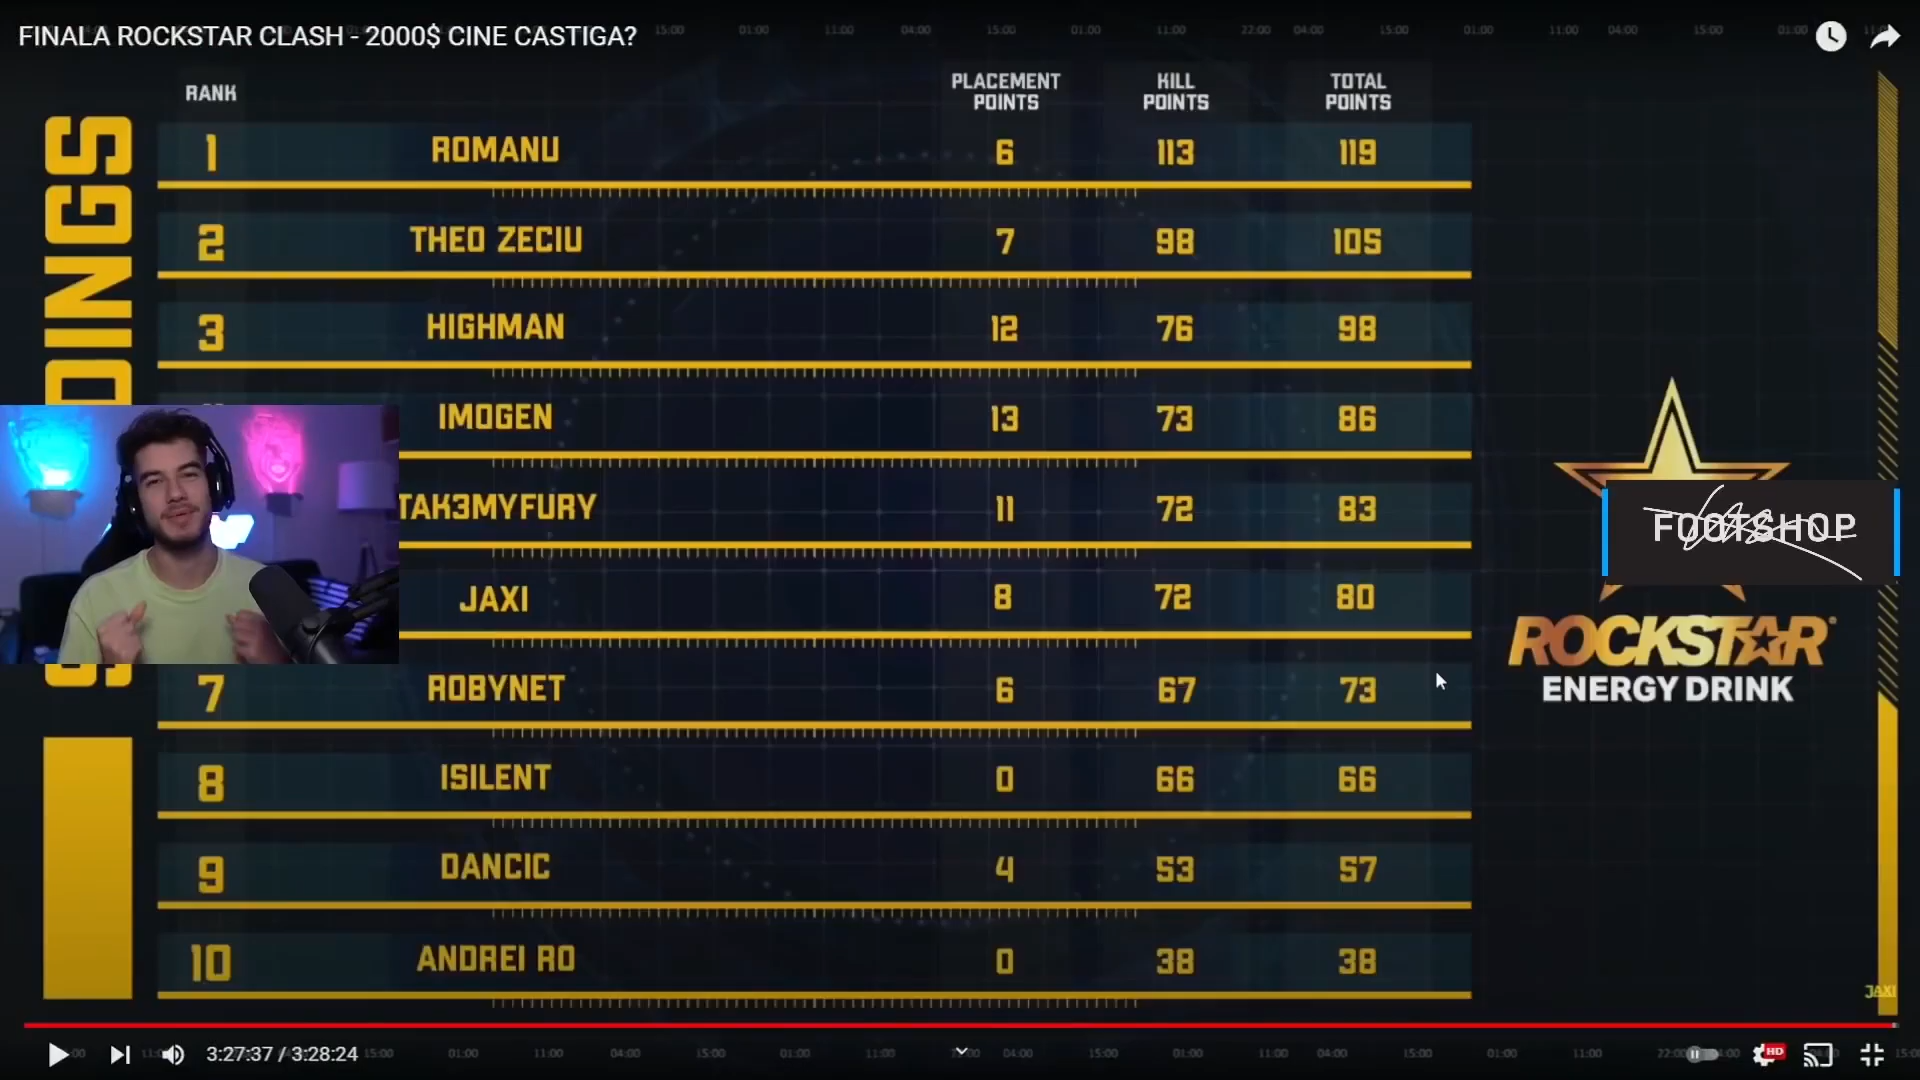 FINALA ROCKSTAR CLASH - 2000$ CINE CASTIGA?
RANK PLACEMENT POINTS KILL POINTS TOTAL POINTS
1 ROMANU 6 113 119
2 THEO ZECIU 7 98 105
3 HIGHMAN 12 76 98
IMOGEN 13 73 86
TAK3MYFURY 11 72 83
JAXI 8 72 80
7 ROBYNET 6 67 73
8 ISILENT 0 66 66
9 DANCIC 4 53 57
10 ANDREI RO 0 38 38
DINGS
FOOTSHOP
ROCKSTAR
ENERGY DRINK
JAXI
3:27:37 / 3:28:24
HD